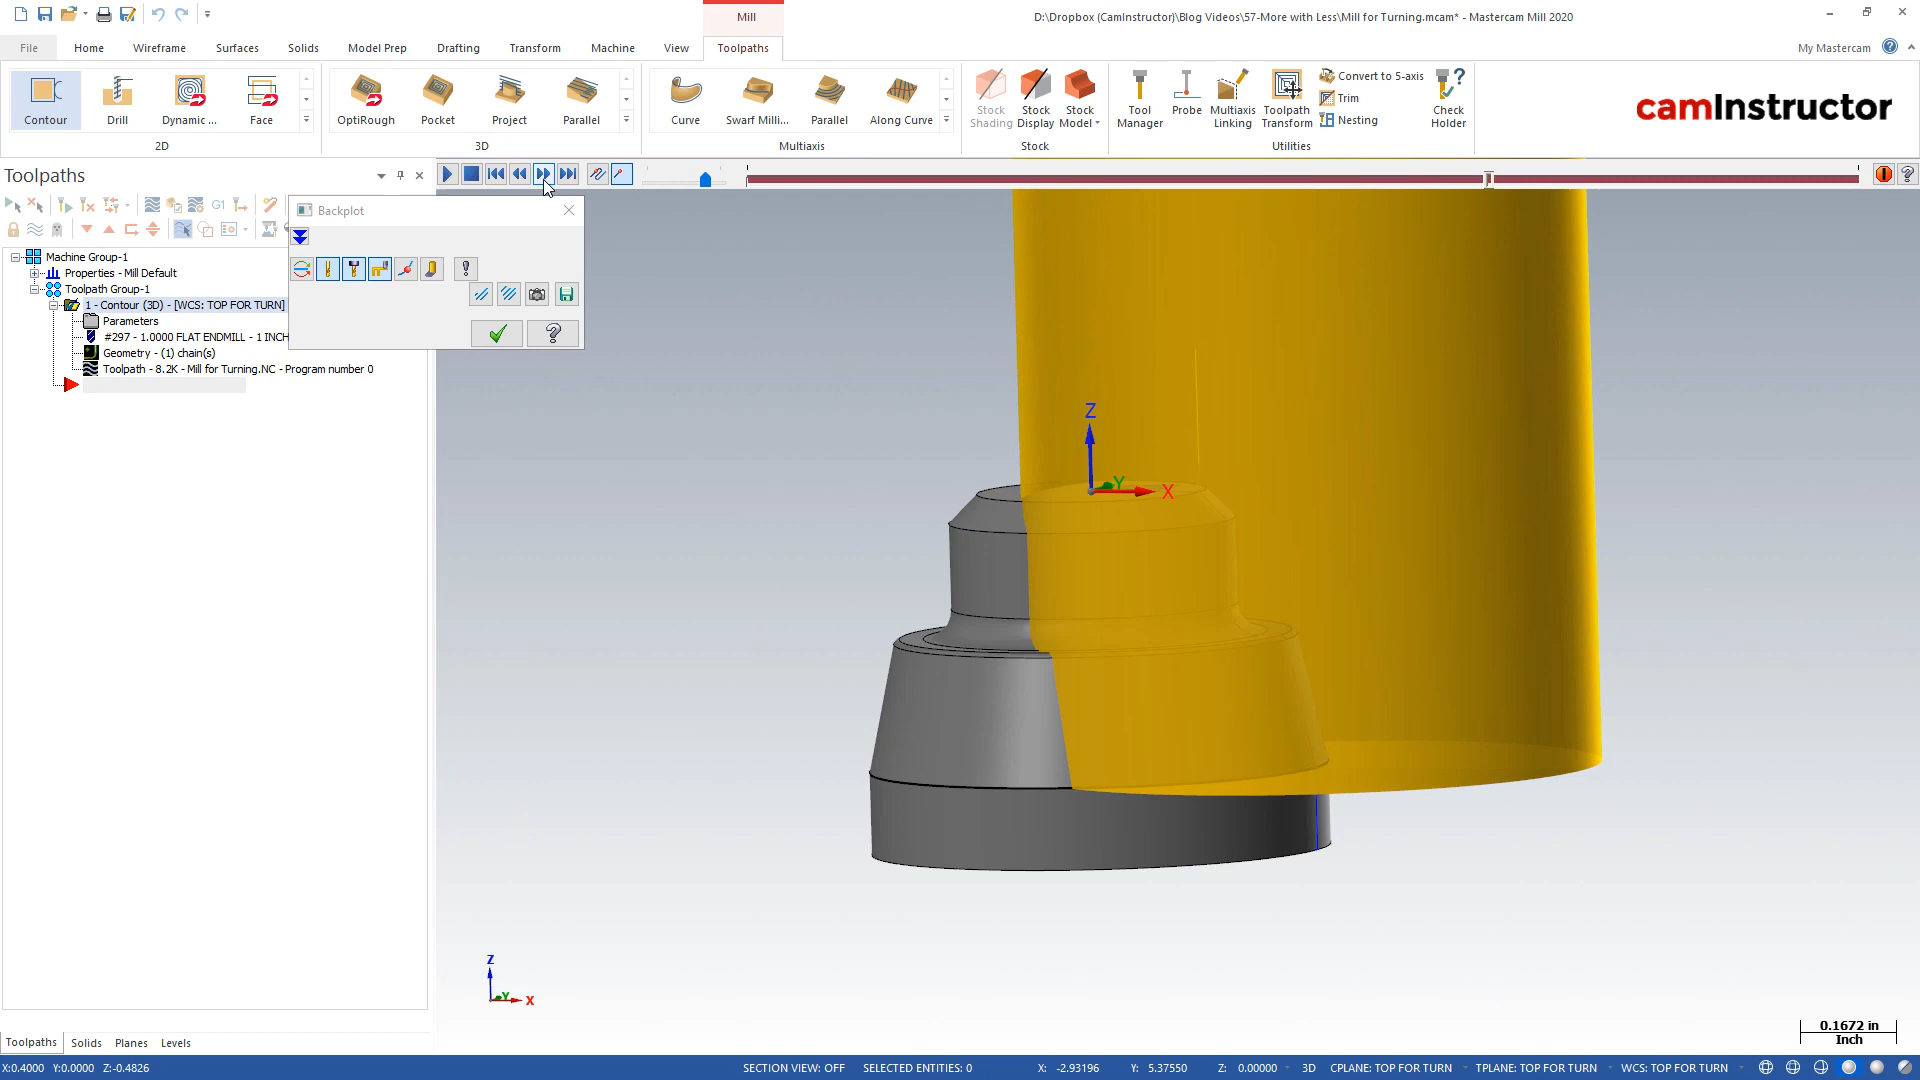 Mill
D:\Dropbox (CamInstructor)\Blog Videos\57-More with Less\Mill for Turning.mcam* - Mastercam Mill 2020
File Home Wireframe Surfaces Solids Model Prep Drafting Transform Machine View Toolpaths
My Mastercam
Contour Drill Dynamic ... Face
2D
OptiRough Pocket Project Parallel
3D
Curve Swarf Milli... Parallel Along Curve
Multiaxis
Stock Shading Stock Display Stock Model
Stock
Tool Manager Probe Multiaxis Linking Toolpath Transform
Convert to 5-axis
Trim
Nesting
Check Holder
Utilities
camInstructor
Toolpaths
G1
Backplot
Machine Group-1
Properties - Mill Default
Toolpath Group-1
1 - Contour (3D) - [WCS: TOP FOR TURN]
Parameters
#297 - 1.0000 FLAT ENDMILL - 1 INCH
Geometry - (1) chain(s)
Toolpath - 8.2K - Mill for Turning.NC - Program number 0
Z
Y
X
Z
Y
X
0.1672 in
Inch
Toolpaths Solids Planes Levels
X:0.4000 Y:0.0000 Z:-0.4826
SECTION VIEW: OFF SELECTED ENTITIES: 0 X: -2.93196 Y: 5.37550 Z: 0.00000 3D CPLANE: TOP FOR TURN TPLANE: TOP FOR TURN WCS: TOP FOR TURN